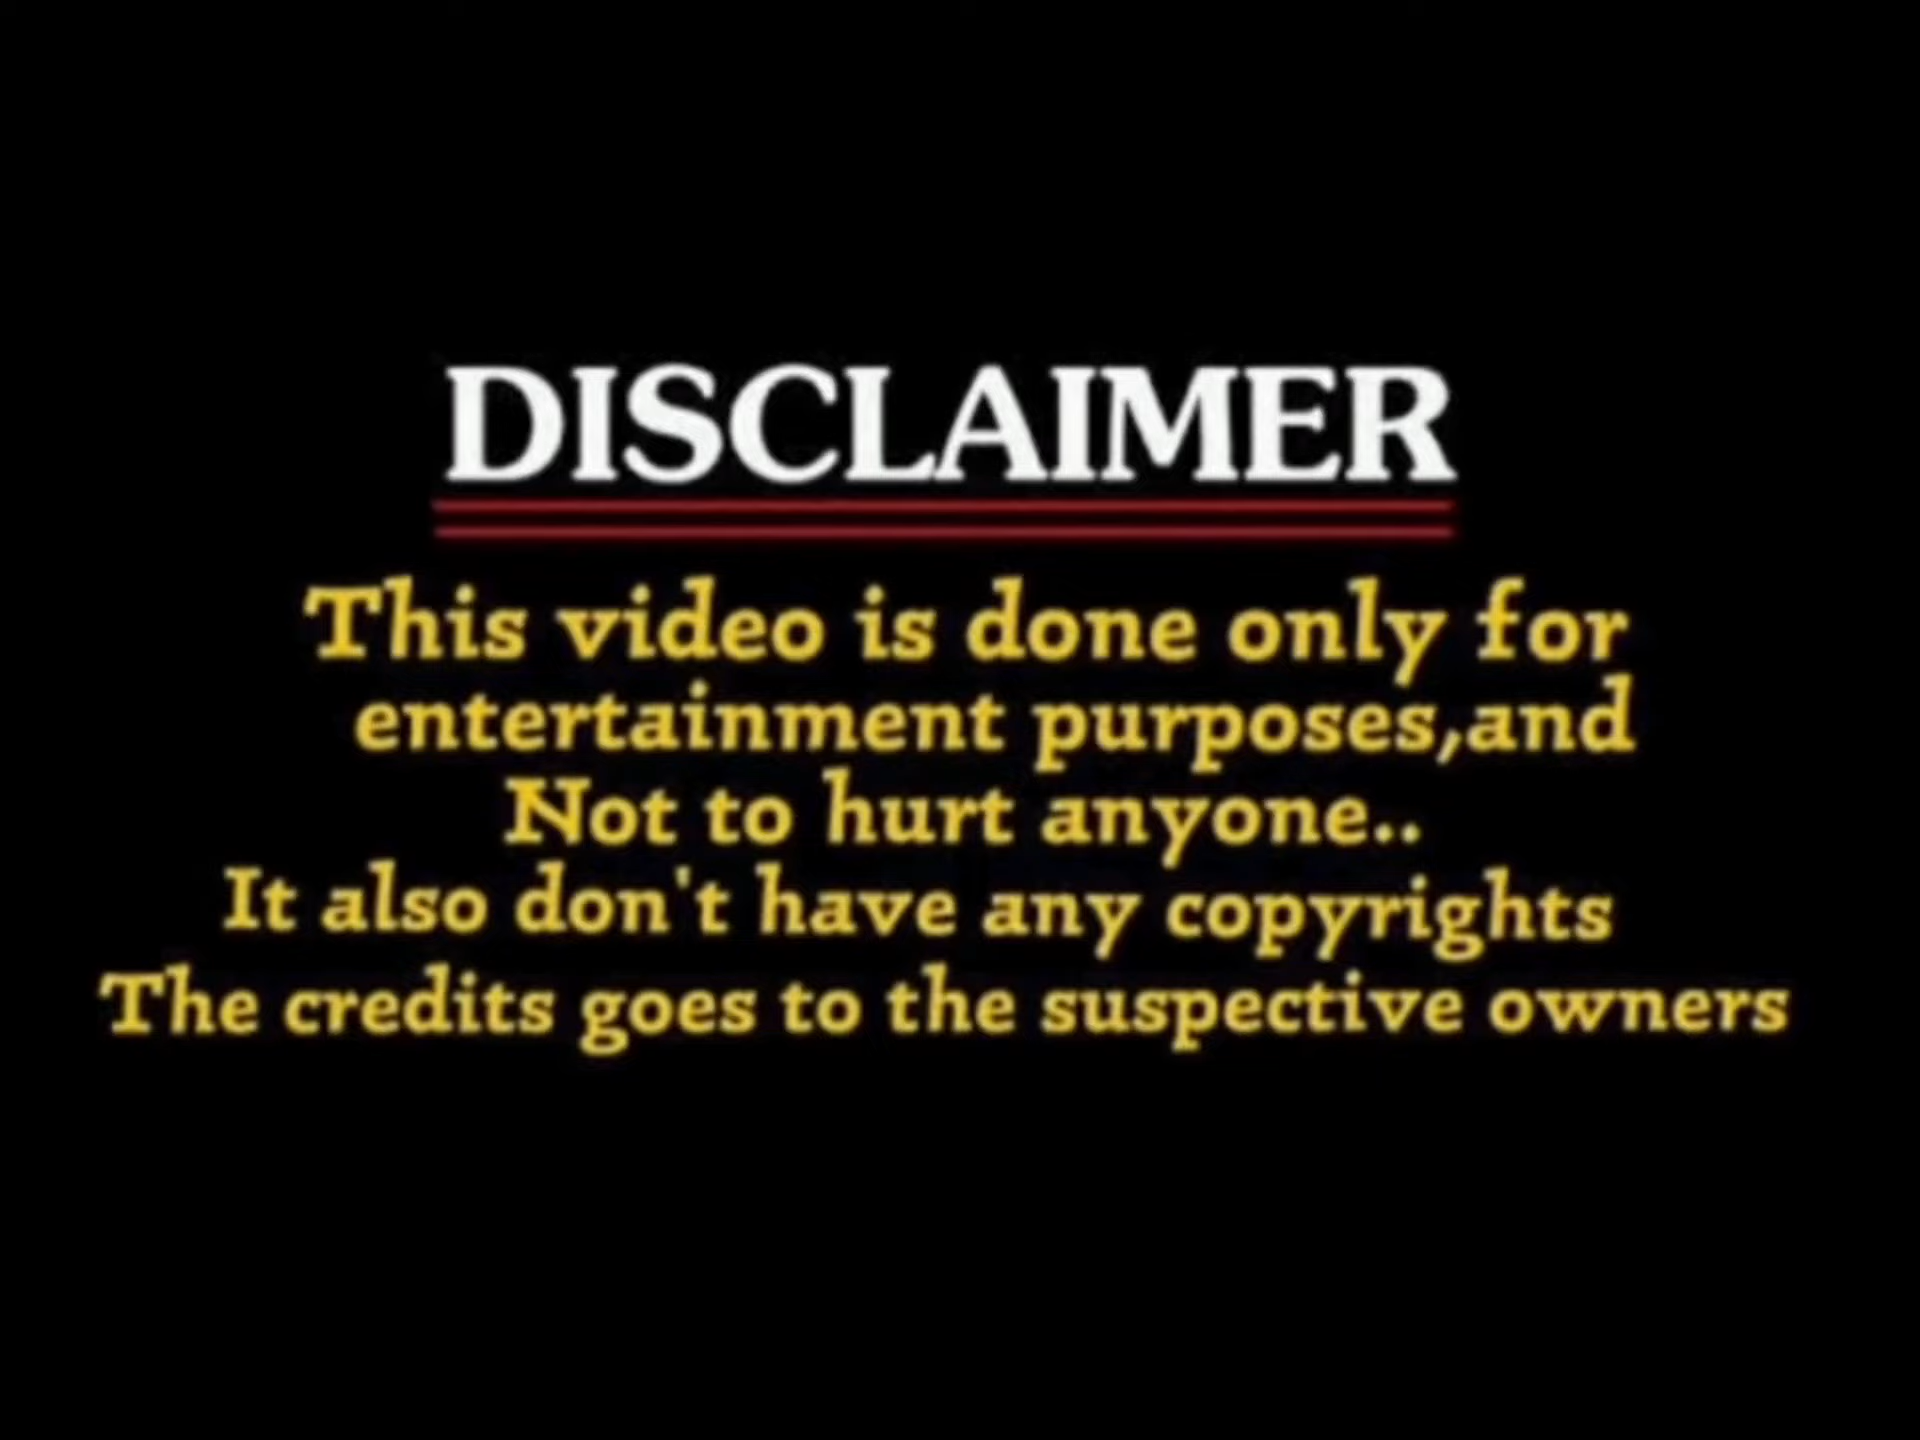 DISCLAIMER
This video is done only for
entertainment purposes,and
Not to hurt anyone..
It also don't have any copyrights
The credits goes to the suspective owners